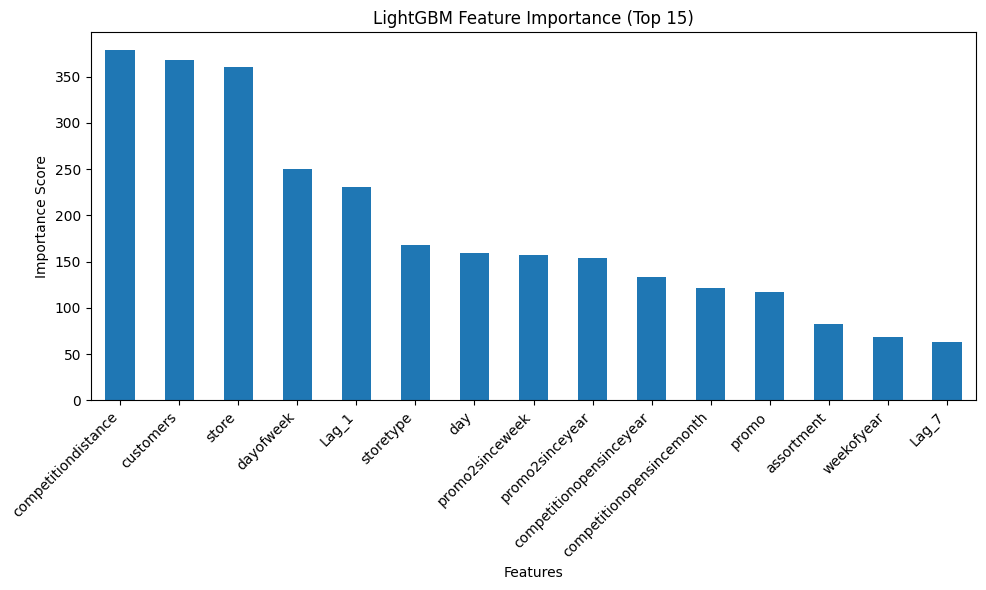 LightGBM Feature Importance (Top 15)
Importance Score
350
300
250
200
150
100
50
0
competitiondistance
customers
store
dayofweek
Lag_1
storetype
day
promo2sinceweek
promo2sinceyear
competitionopensinceyear
competitionopensincemonth
promo
assortment
weekofyear
Lag_7
Features